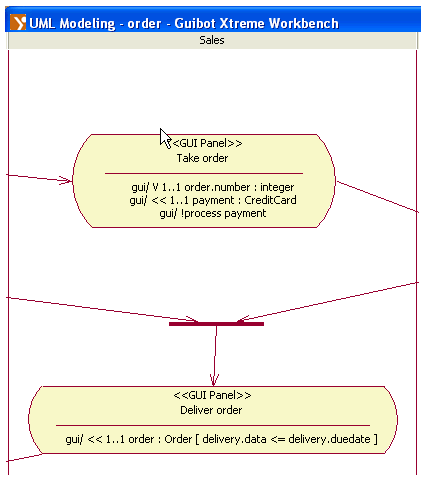 UML Modeling - order - Guibot Xtreme Workbench
Sales
<<GUI Panel>>
Take order
gui/ V 1..1 order.number : integer
gui/ << 1..1 payment : CreditCard
gui/ !process payment
<<GUI Panel>>
Deliver order
gui/ << 1..1 order : Order [ delivery.data <= delivery.duedate ]